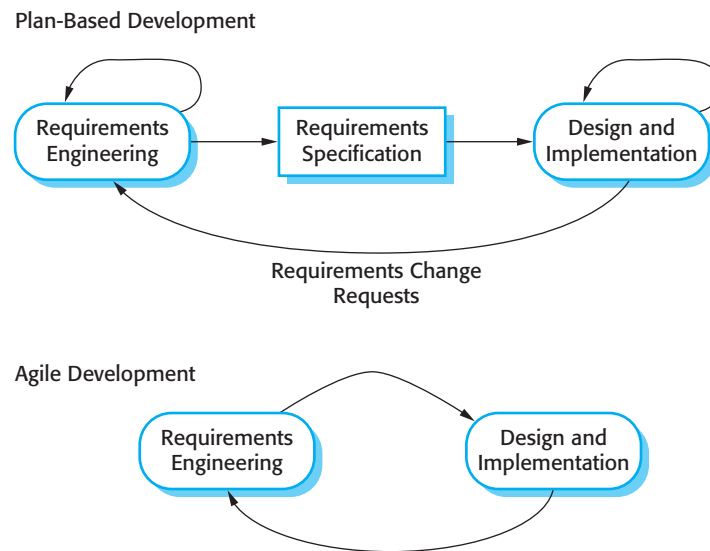 Plan-Based Development
Requirements
Engineering
Requirements
Specification
Design and
Implementation
Requirements Change
Requests
Agile Development
Requirements
Engineering
Design and
Implementation